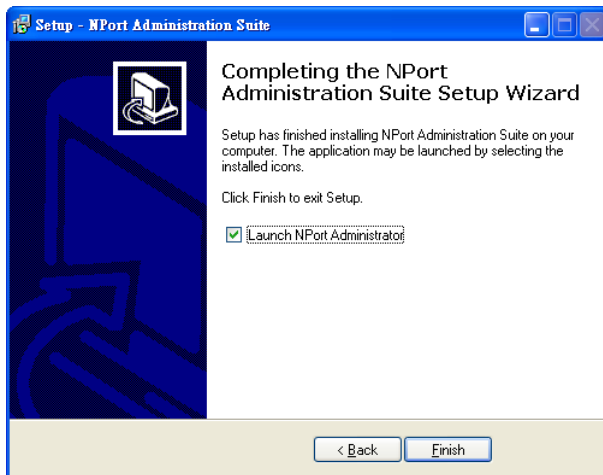 Setup - NPort Administration Suite
Completing the NPort
Administration Suite Setup Wizard
Setup has finished installing NPort Administration Suite on your
computer. The application may be launched by selecting the
installed icons.
Click Finish to exit Setup.
Launch NPort Administrator
< Back
Finish